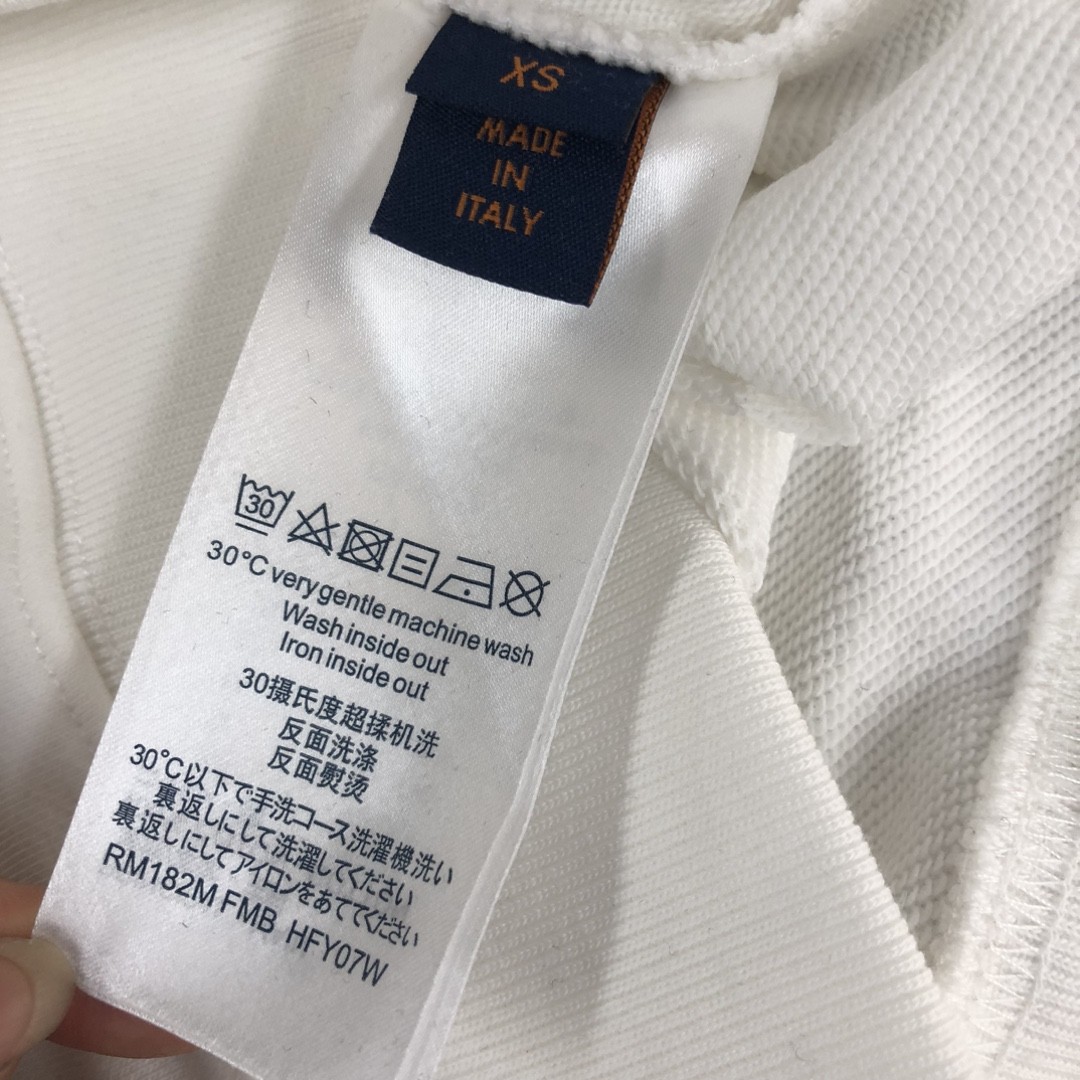 XS
MADE
IN
ITALY
30
30°C very gentle machine wash
Wash inside out
Iron inside out
30摄氏度超揉机洗
反面洗涤
反面熨烫
30°C以下で手洗コース洗濯機洗い
裏返しにして洗濯してください
裏返しにしてアイロンをあててください
RM182M FMB HFY07W